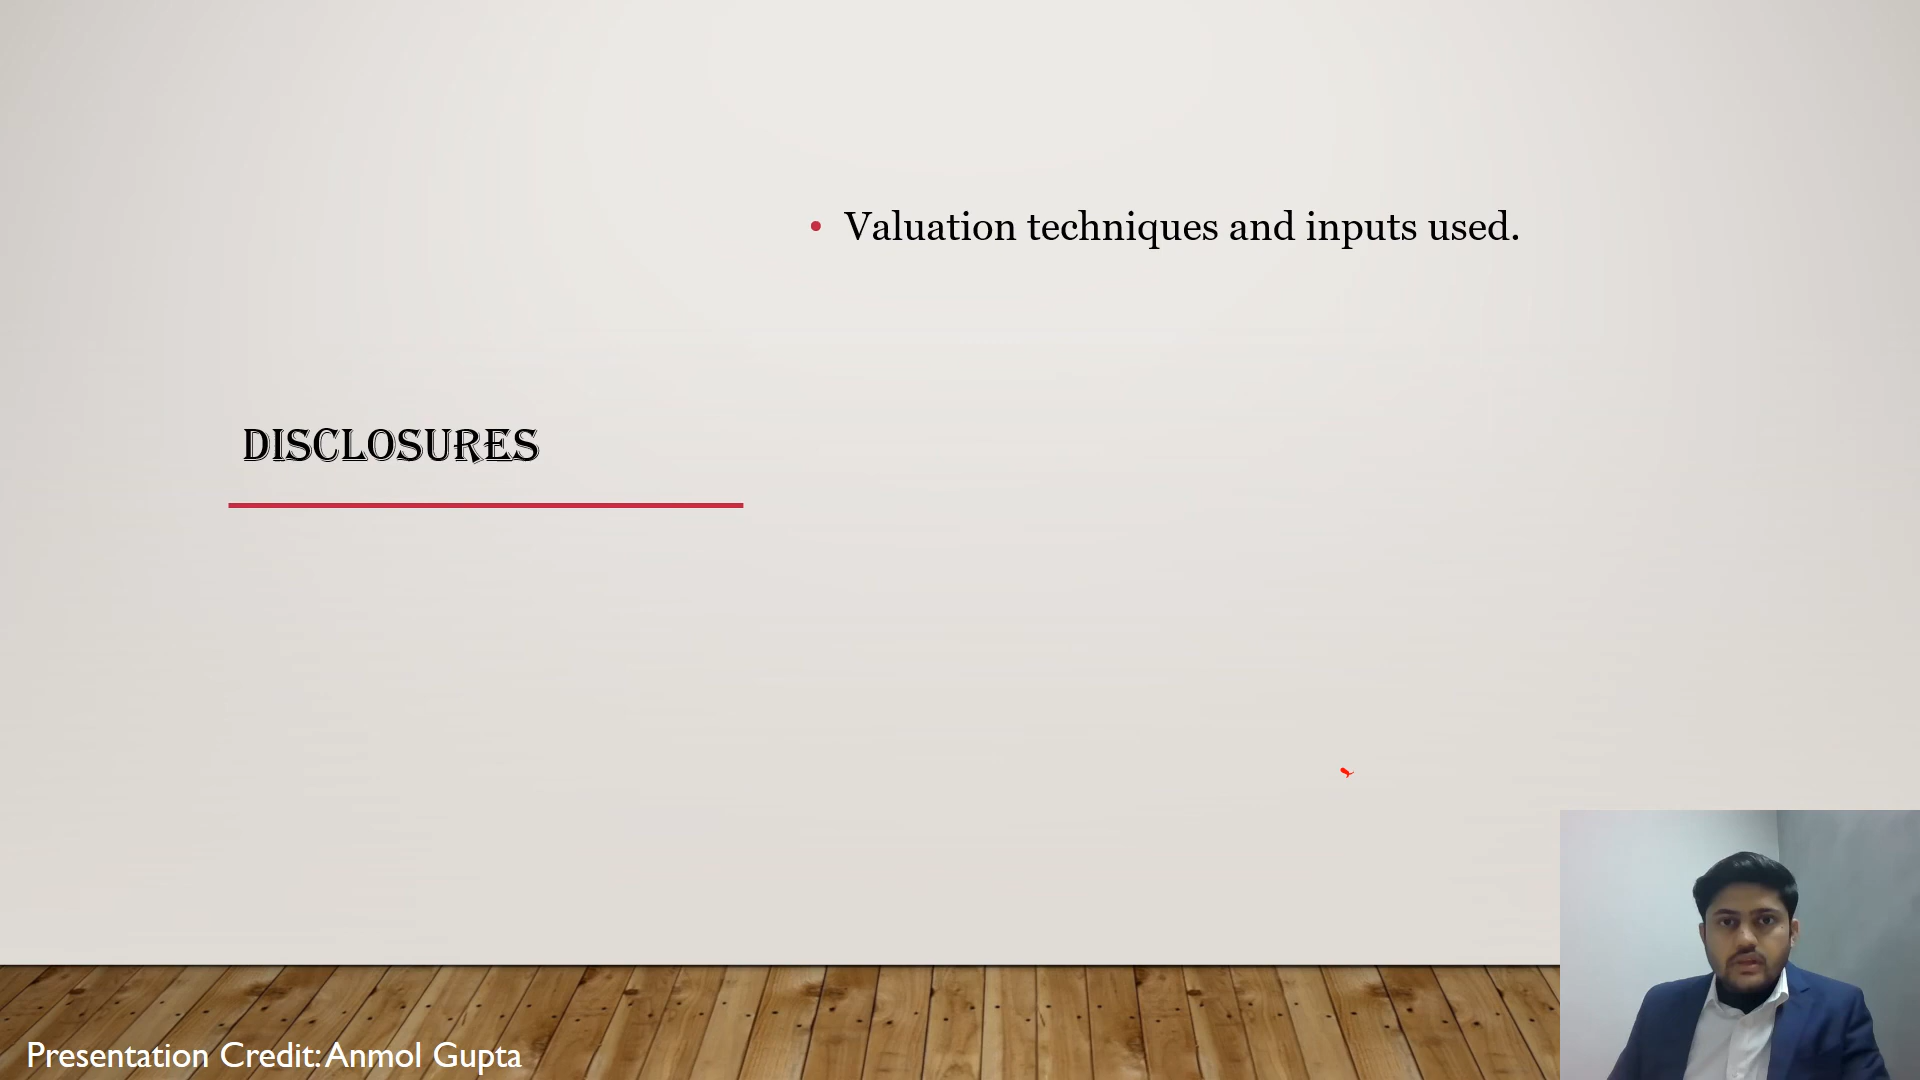 • Valuation techniques and inputs used.
DISCLOSURES
Presentation Credit: Anmol Gupta